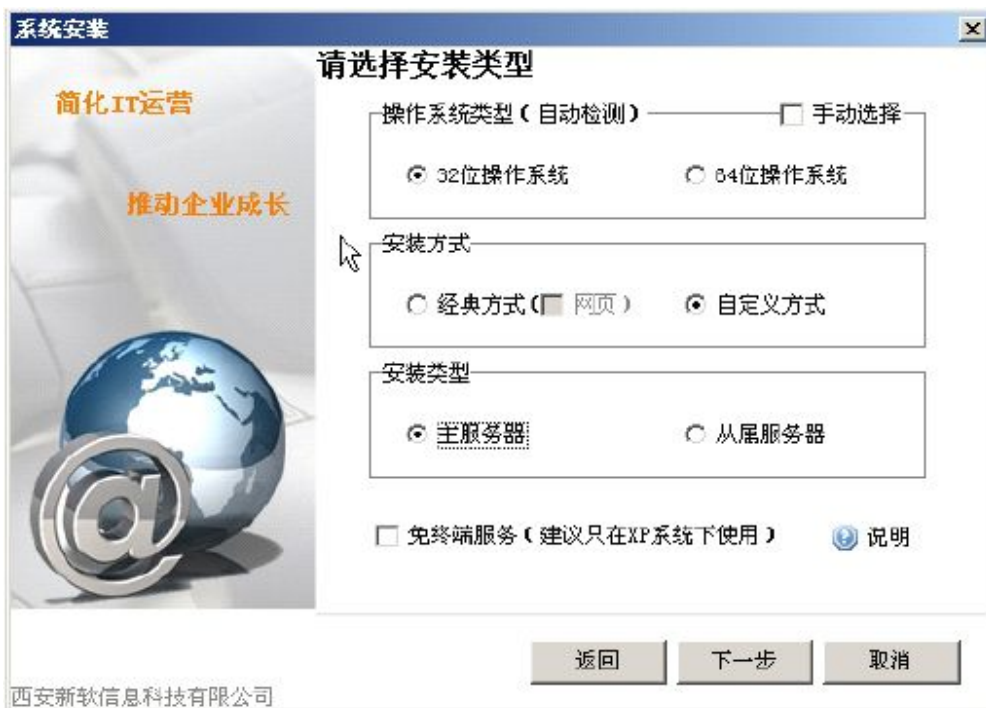 系统安装
请选择安装类型
简化IT运营
推动企业成长
操作系统类型（自动检测） 手动选择
32位操作系统 64位操作系统
安装方式
经典方式（ 网页） 自定义方式
安装类型
主服务器 从属服务器
免终端服务（建议只在XP系统下使用） 说明
返回 下一步 取消
西安新软信息科技有限公司